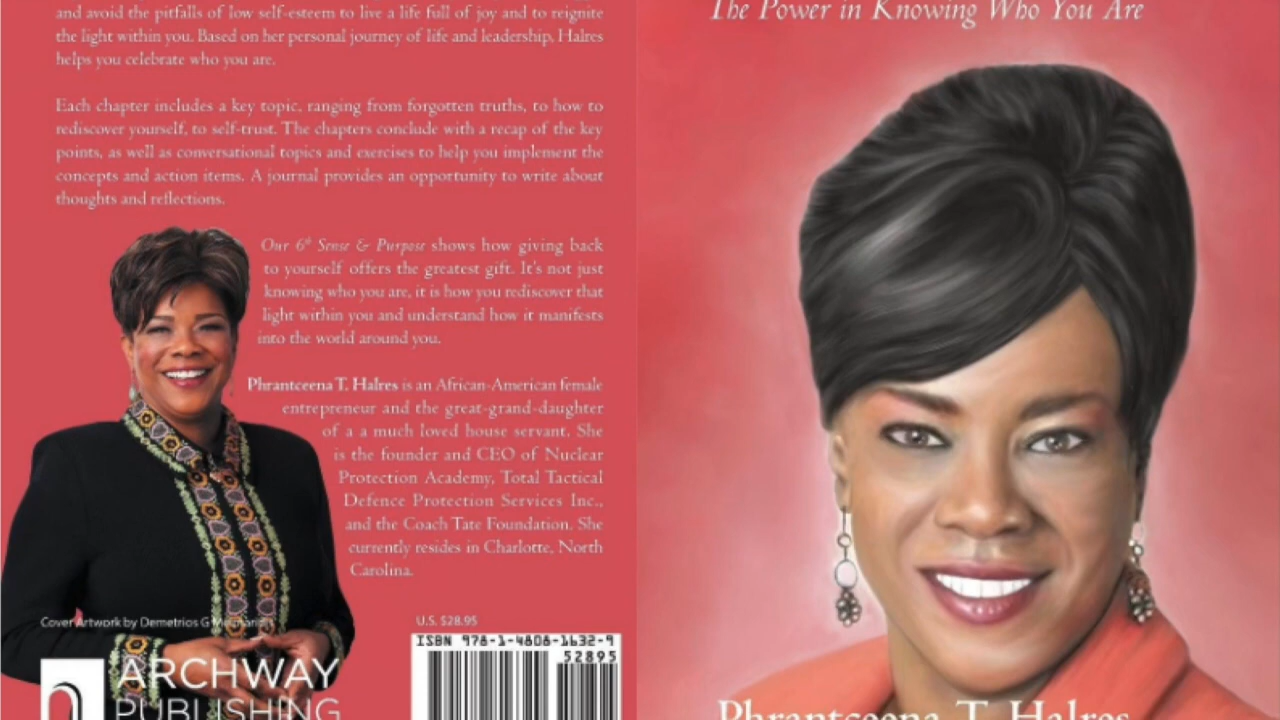 and avoid the pitfalls of low self-esteem to live a life full of joy and to reignite
the light within you. Based on her personal journey of life and leadership, Halres
helps you celebrate who you are.
Each chapter includes a key topic, ranging from forgotten truths, to how to
rediscover yourself, to self-trust. The chapters conclude with a recap of the key
points, as well as conversational topics and exercises to help you implement the
concepts and action items. A journal provides an opportunity to write about
thoughts and reflections.
Our 6th Sense & Purpose shows how giving back
to yourself offers the greatest gift. It's not just
knowing who you are, it is how you rediscover that
light within you and understand how it manifests
into the world around you.
Phrantceena T. Halres is an African-American female
entrepreneur and the great-grand-daughter
of a a much loved house servant. She
is the founder and CEO of Nuclear
Protection Academy, Total Tactical
Defence Protection Services Inc.,
and the Coach Tate Foundation. She
currently resides in Charlotte, North
Carolina.
Cover Artwork by Demetrios G
U.S. $28.95
ISBN 978-1-4808-1632-9
52895
ARCHWAY
PUBLISHING
The Power in Knowing Who You Are
Phrantceena T. Halres